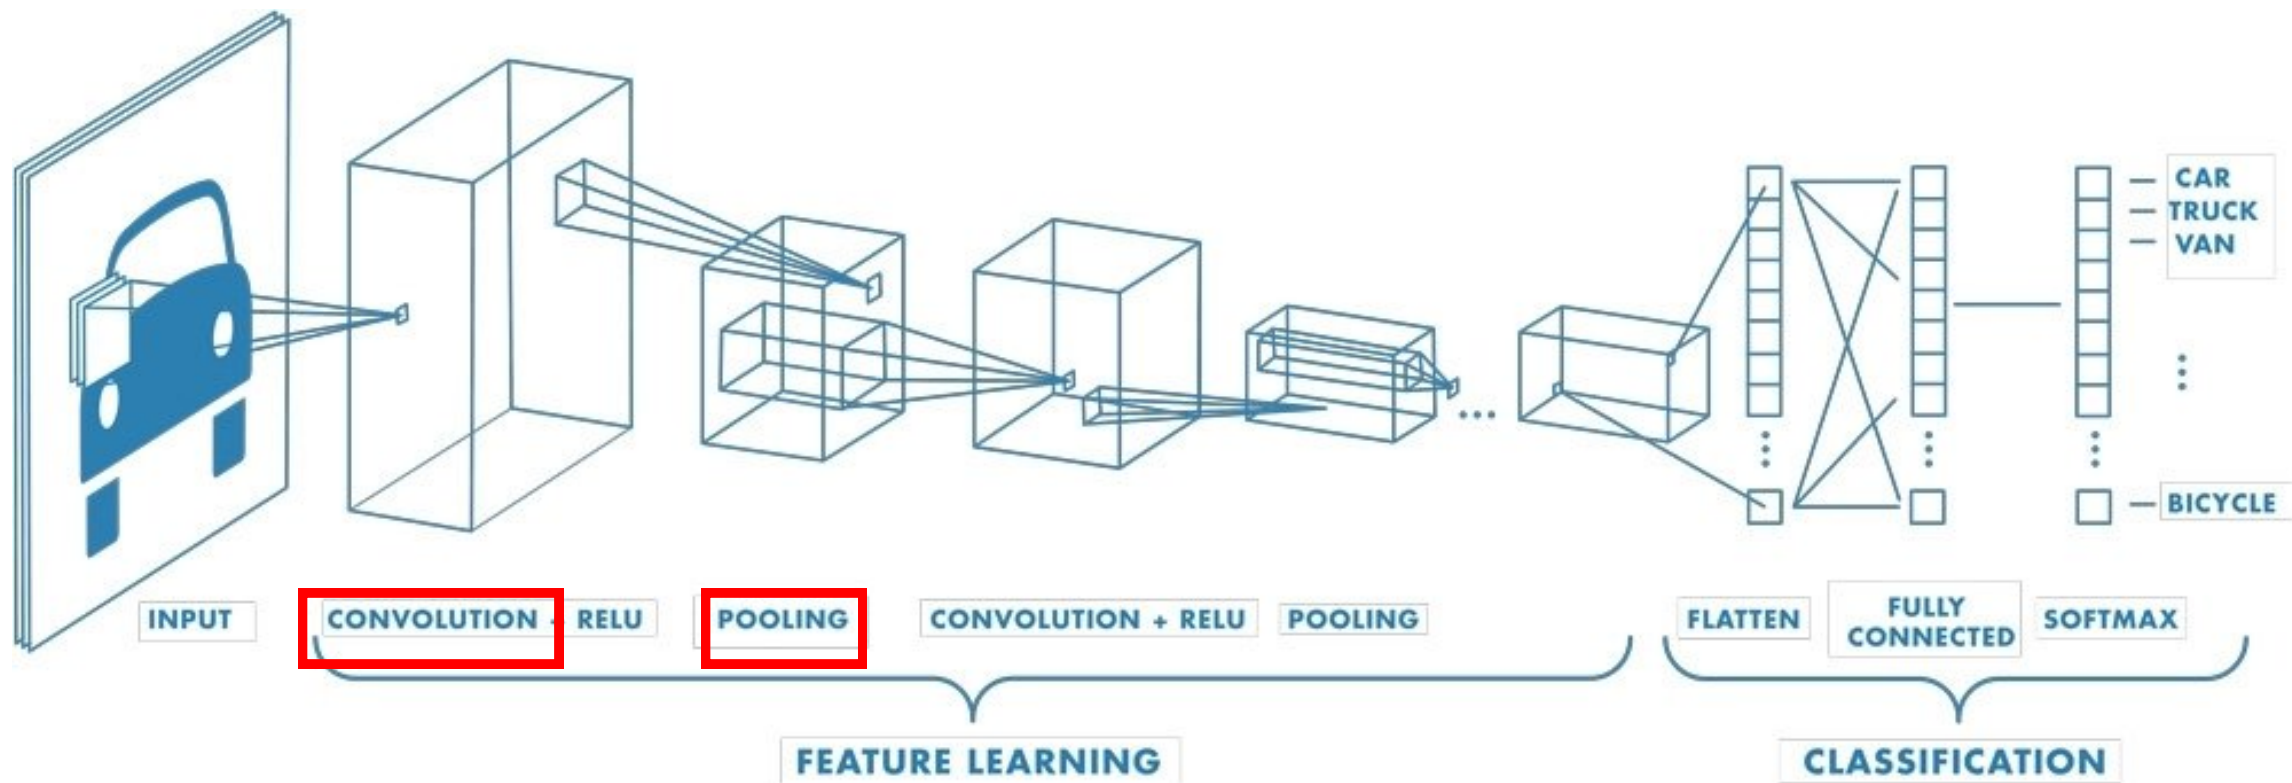 CAR
TRUCK
VAN
BICYCLE
INPUT
CONVOLUTION + RELU
POOLING
CONVOLUTION + RELU
POOLING
FLATTEN
FULLY
CONNECTED
SOFTMAX
FEATURE LEARNING
CLASSIFICATION